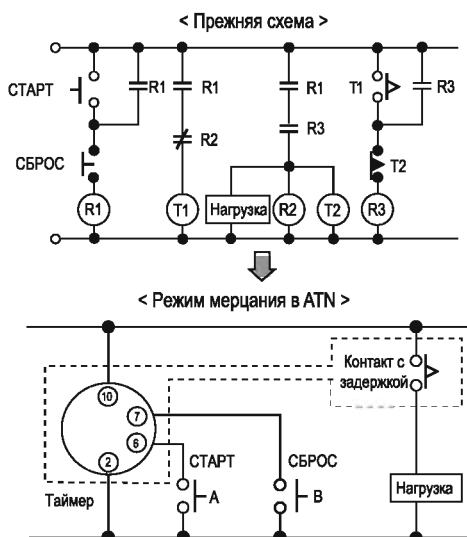 < Прежняя схема >
СТАРТ
R1
R1
R1
T1
R3
R2
R3
СБРОС
T2
R1
T1
Нагрузка
R2
T2
R3
< Режим мерцания в ATN >
Контакт с
задержкой
10
7
6
2
СТАРТ
СБРОС
Таймер
A
B
Нагрузка